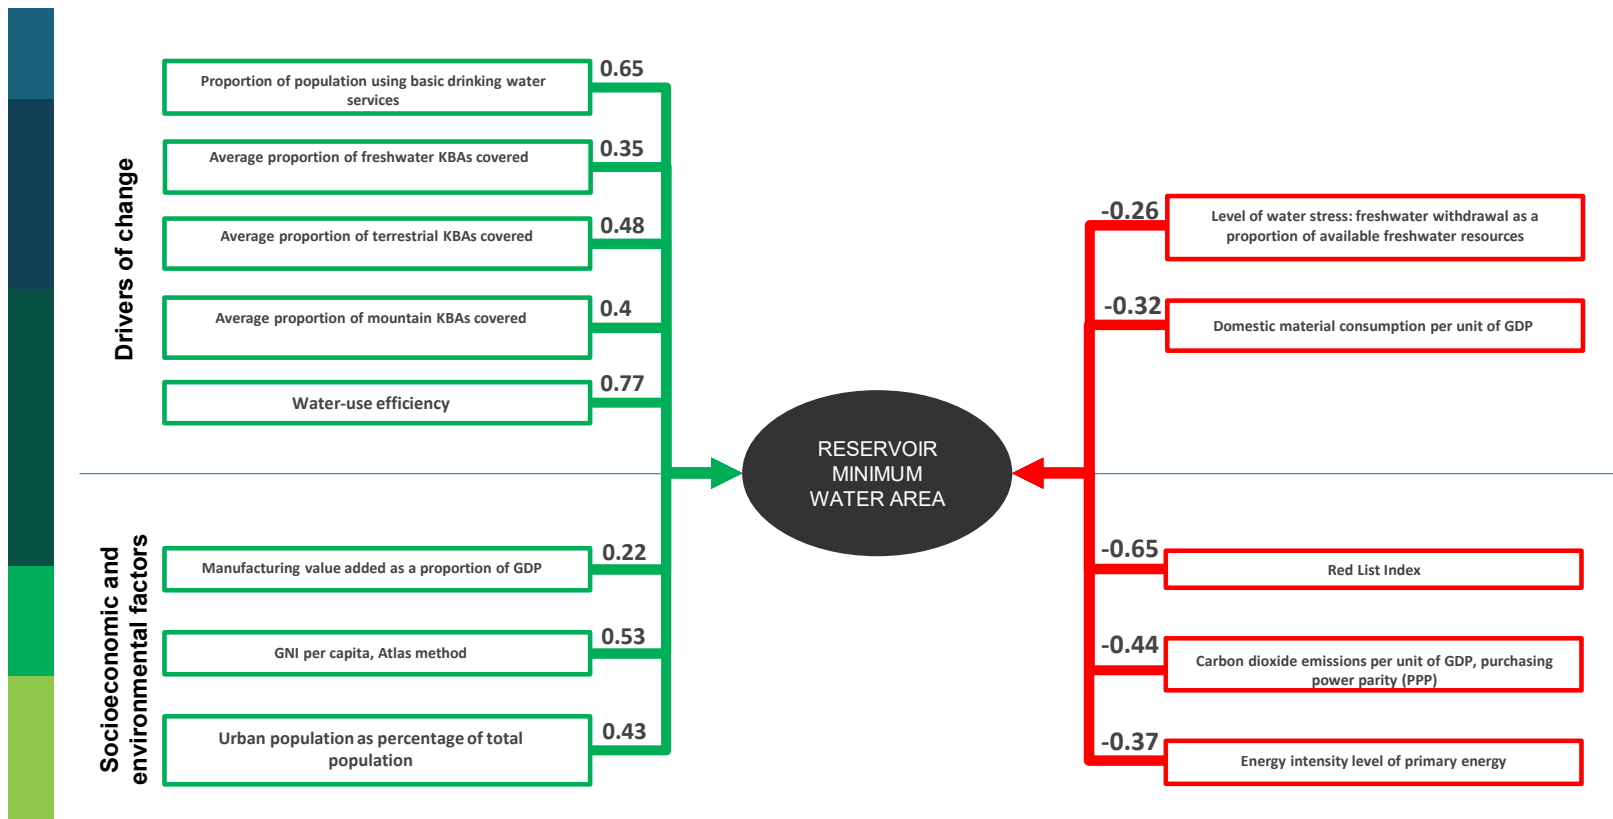 Drivers of change
0.65
Proportion of population using basic drinking water
services
0.35
Average proportion of freshwater KBAs covered
0.48
Average proportion of terrestrial KBAs covered
0.4
Average proportion of mountain KBAs covered
0.77
Water-use efficiency
Socioeconomic and
environmental factors
0.22
Manufacturing value added as a proportion of GDP
0.53
GNI per capita, Atlas method
0.43
Urban population as percentage of total
population
RESERVOIR
MINIMUM
WATER AREA
-0.26
Level of water stress: freshwater withdrawal as a
proportion of available freshwater resources
-0.32
Domestic material consumption per unit of GDP
-0.65
Red List Index
-0.44
Carbon dioxide emissions per unit of GDP, purchasing
power parity (PPP)
-0.37
Energy intensity level of primary energy